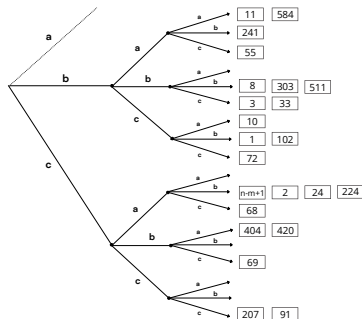 a 11 584
a b 241
a c 55
b a
b b 8 303 511
c 3 33
c a 10
b 1 102
c 72
c a
a b n-m+1 2 24 224
c 68
a 404 420
b b
c 69
a
c b
c 207 91